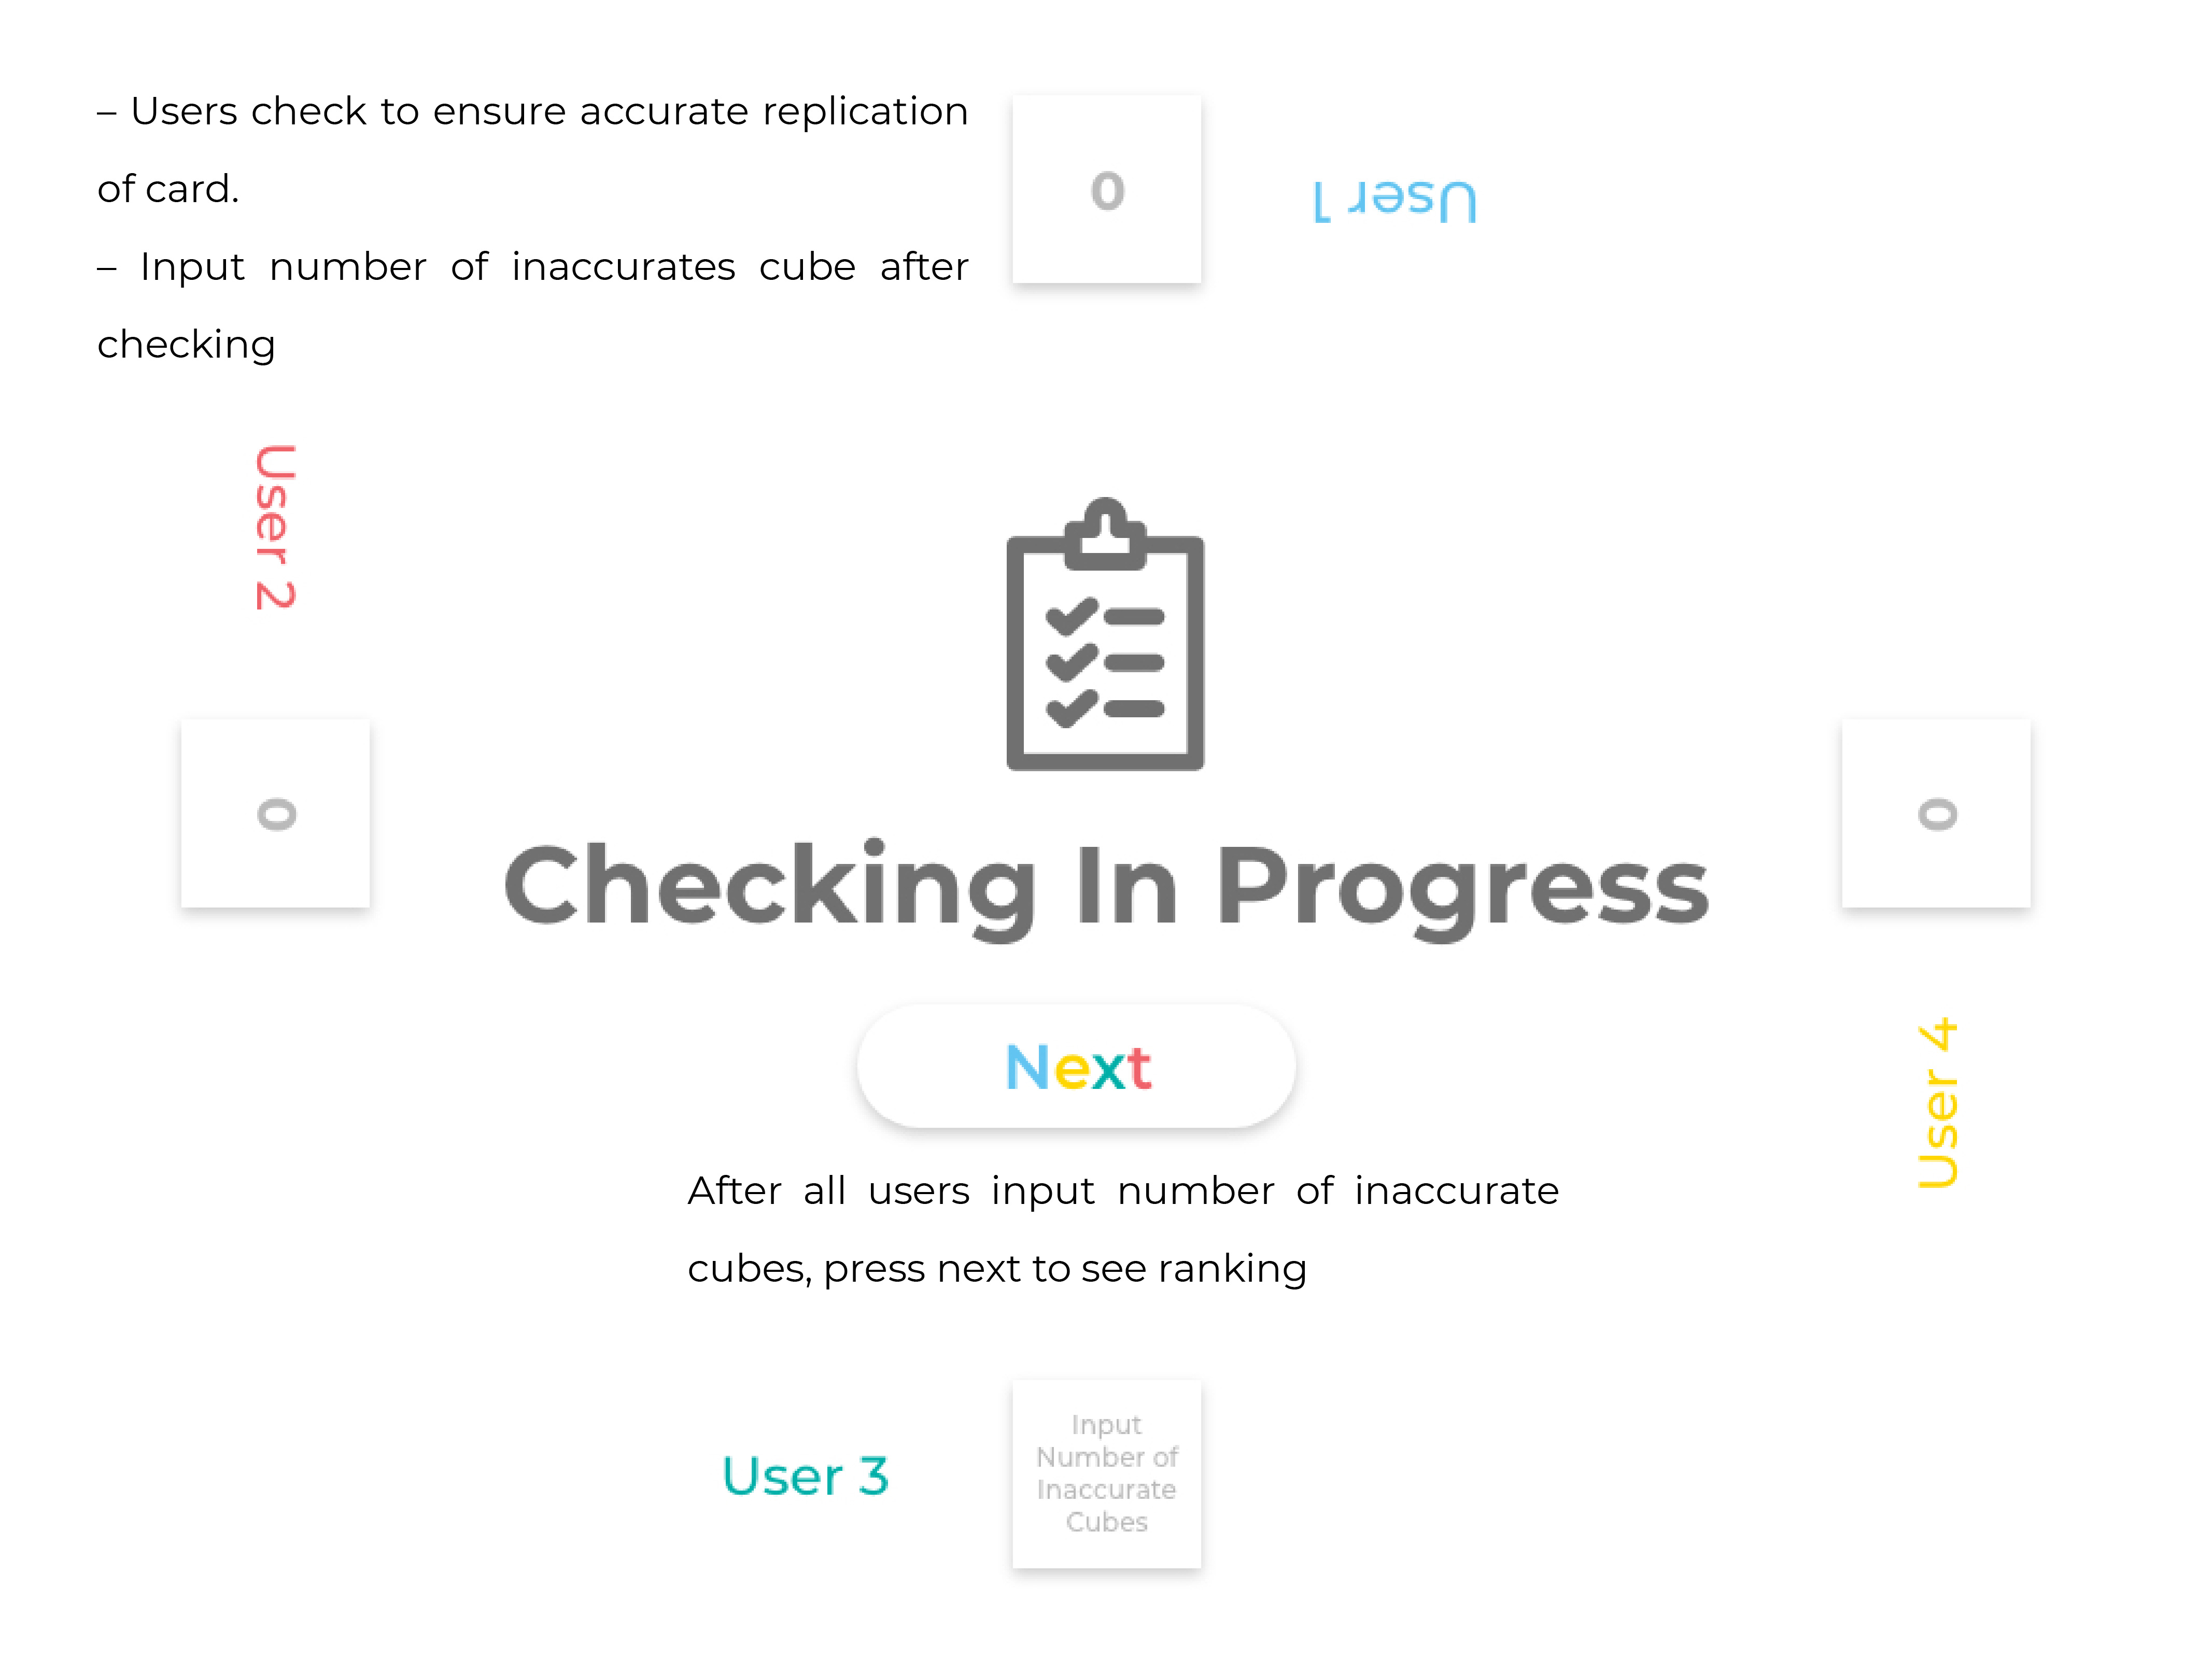 – Users check to ensure accurate replication
of card.
– Input number of inaccurates cube after
checking
0
User 1
User 2
0
0
Checking In Progress
Next
User 4
After all users input number of inaccurate
cubes, press next to see ranking
User 3
Input
Number of
Inaccurate
Cubes